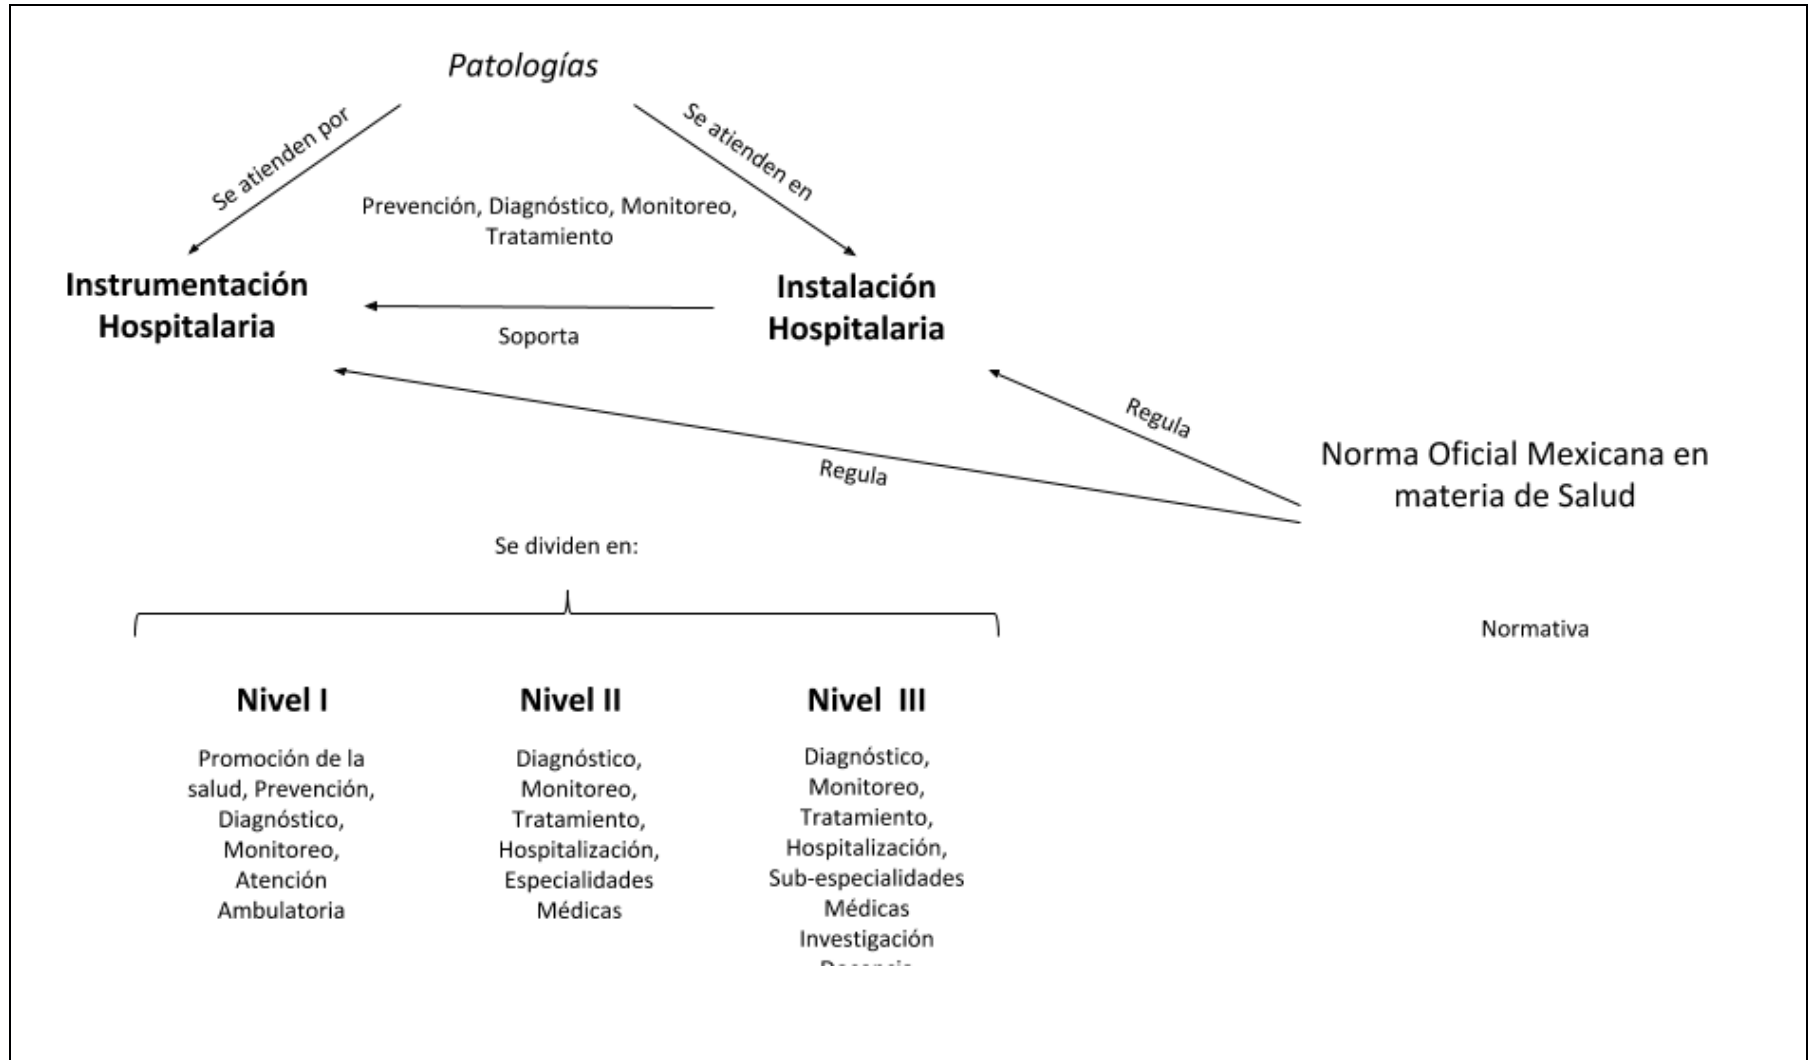 Patologías
Se atienden por
Se atienden en
Prevención, Diagnóstico, Monitoreo,
Tratamiento
Instrumentación
Hospitalaria
Instalación
Hospitalaria
Soporta
Regula
Regula
Norma Oficial Mexicana en
materia de Salud
Se dividen en:
Normativa
Nivel I
Promoción de la
salud, Prevención,
Diagnóstico,
Monitoreo,
Atención
Ambulatoria
Nivel II
Diagnóstico,
Monitoreo,
Tratamiento,
Hospitalización,
Especialidades
Médicas
Nivel III
Diagnóstico,
Monitoreo,
Tratamiento,
Hospitalización,
Sub-especialidades
Médicas
Investigación